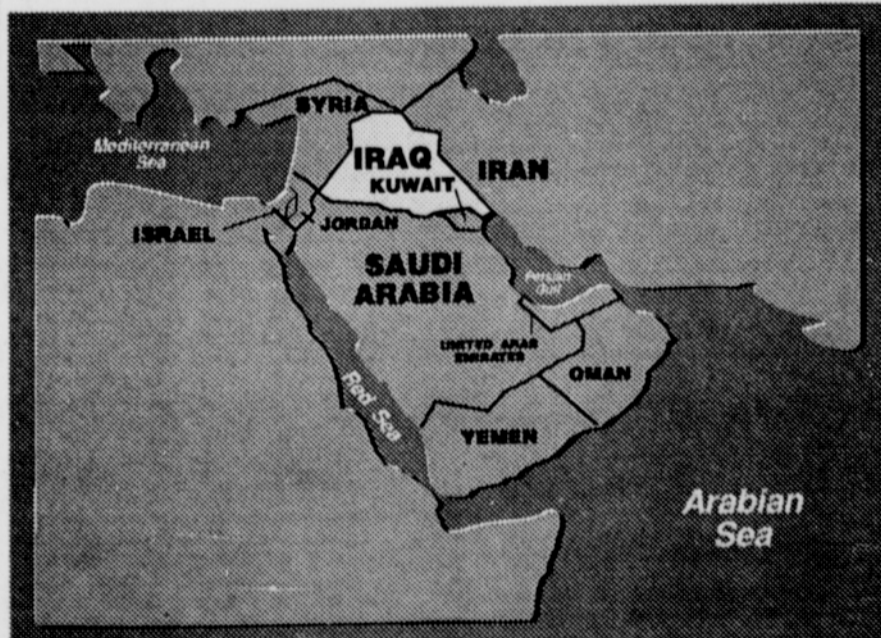 SYRIA
Mediterranean
Sea
IRAQ
IRAN
KUWAIT
ISRAEL
JORDAN
SAUDI
ARABIA
Persian
Gulf
UNITED ARAB
EMIRATES
OMAN
Red Sea
YEMEN
Arabian
Sea